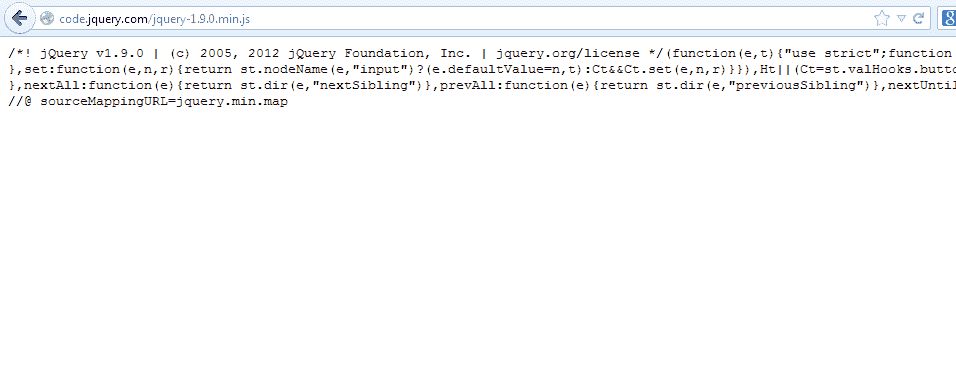 code.jquery.com/jquery-1.9.0.min.js
/*! jQuery v1.9.0 | (c) 2005, 2012 jQuery Foundation, Inc. | jquery.org/license */(function(e,t){"use strict";function
},set:function(e,n,r){return st.nodeName(e,"input")?(e.defaultValue=n,t):Ct&&Ct.set(e,n,r)}}),Ht||(Ct=st.valHooks.butto
},nextAll:function(e){return st.dir(e,"nextSibling")},prevAll:function(e){return st.dir(e,"previousSibling")},nextUntil
//@ sourceMappingURL=jquery.min.map